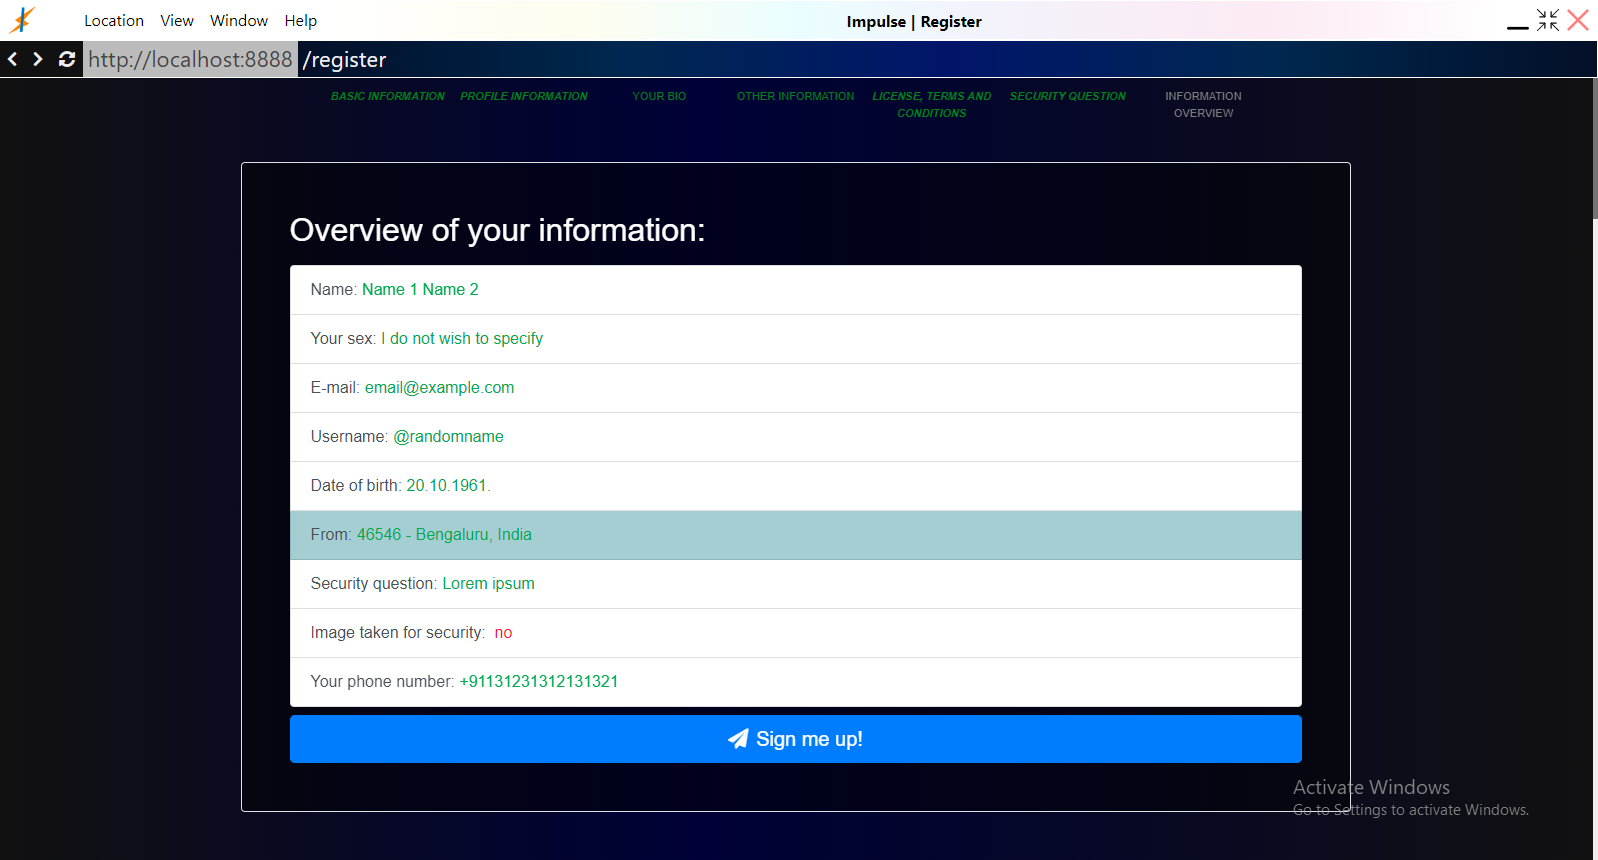 Location View Window Help Impulse | Register
http://localhost:8888 /register
BASIC INFORMATION PROFILE INFORMATION YOUR BIO OTHER INFORMATION LICENSE, TERMS AND CONDITIONS SECURITY QUESTION INFORMATION OVERVIEW
Overview of your information:
Name: Name 1 Name 2
Your sex: I do not wish to specify
E-mail: email@example.com
Username: @randomname
Date of birth: 20.10.1961.
From: 46546 - Bengaluru, India
Security question: Lorem ipsum
Image taken for security: no
Your phone number: +91131231312131321
Sign me up!
Activate Windows
Go to Settings to activate Windows.